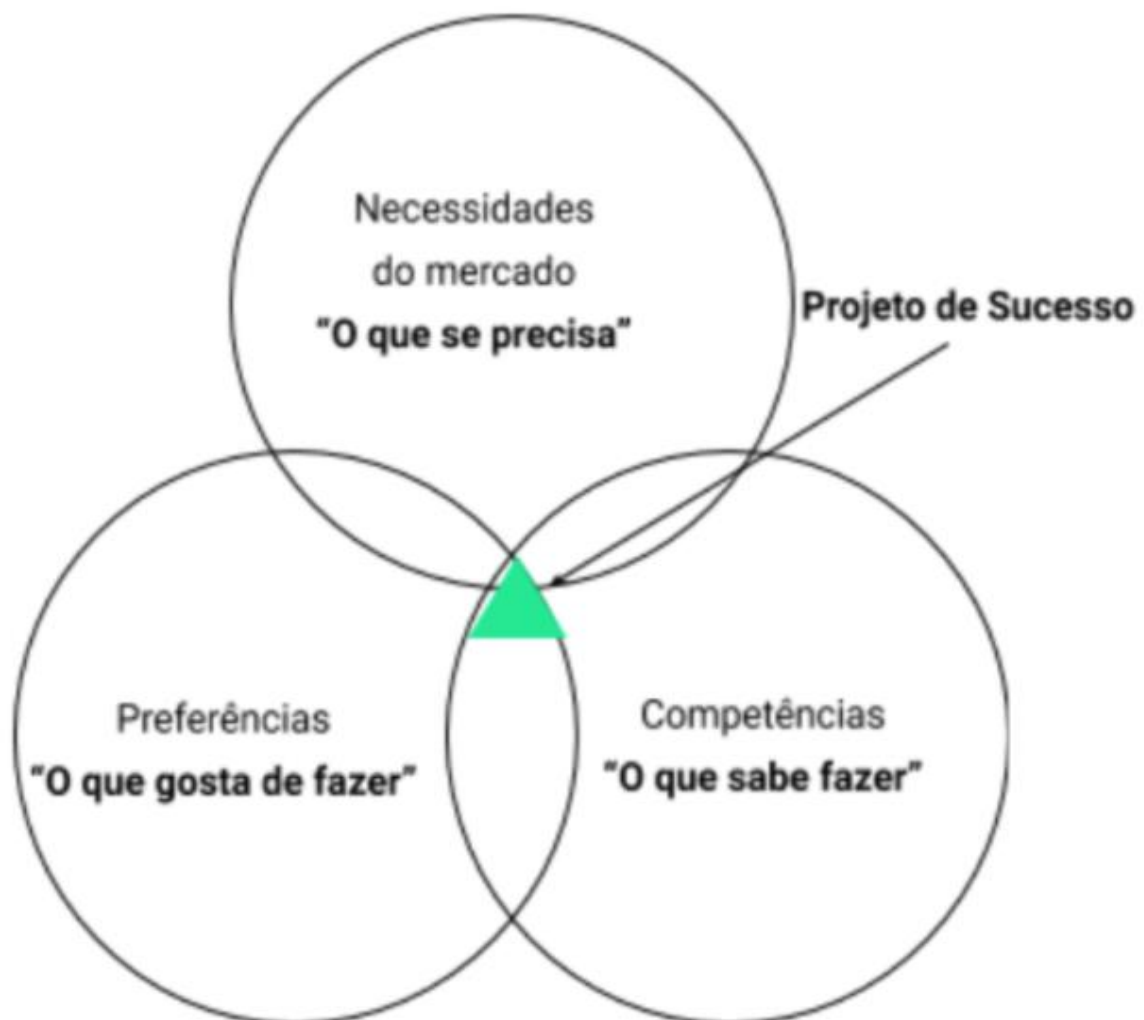 Necessidades
do mercado
“O que se precisa”
Projeto de Sucesso
Preferências
“O que gosta de fazer”
Competências
“O que sabe fazer”